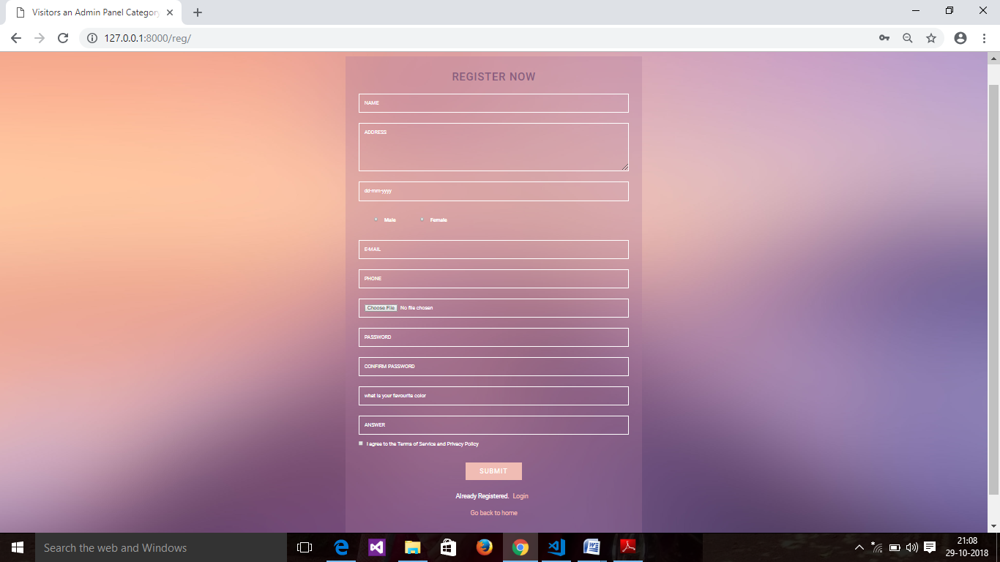 Visitors an Admin Panel Category
127.0.0.1:8000/reg/
REGISTER NOW
NAME
ADDRESS
dd-mm-yyyy
Male Female
E-MAIL
PHONE
Choose File No file chosen
PASSWORD
CONFIRM PASSWORD
what is your favourite color
ANSWER
I agree to the Terms of Service and Privacy Policy
SUBMIT
Already Registered. Login
Go back to home
Search the web and Windows
21:08
29-10-2018